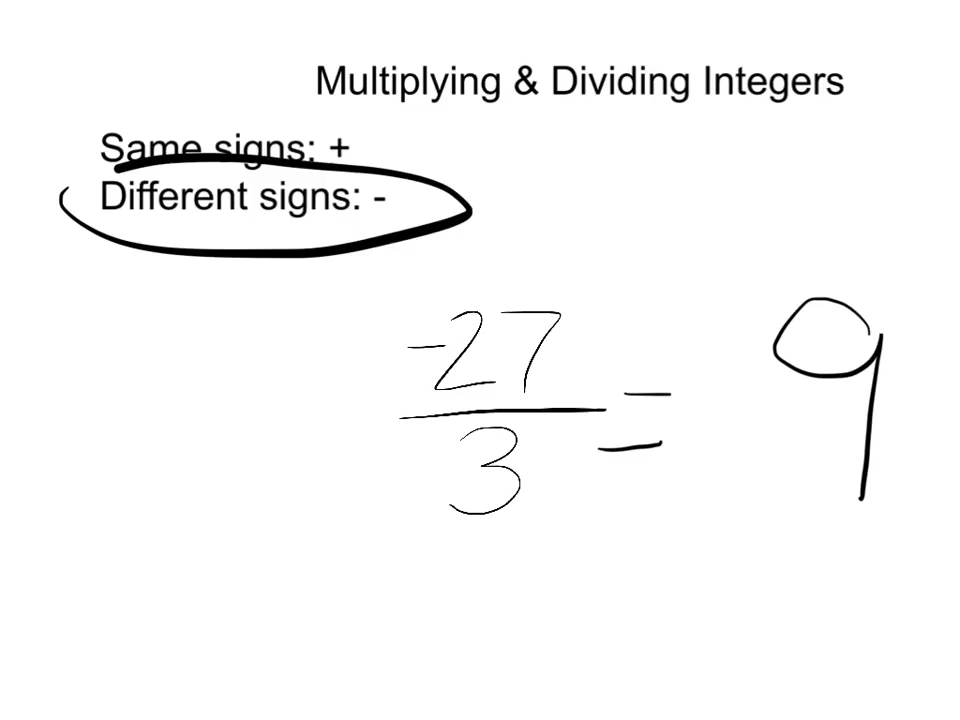 Multiplying & Dividing Integers
Same signs: +
Different signs: -
-27
3
= 9